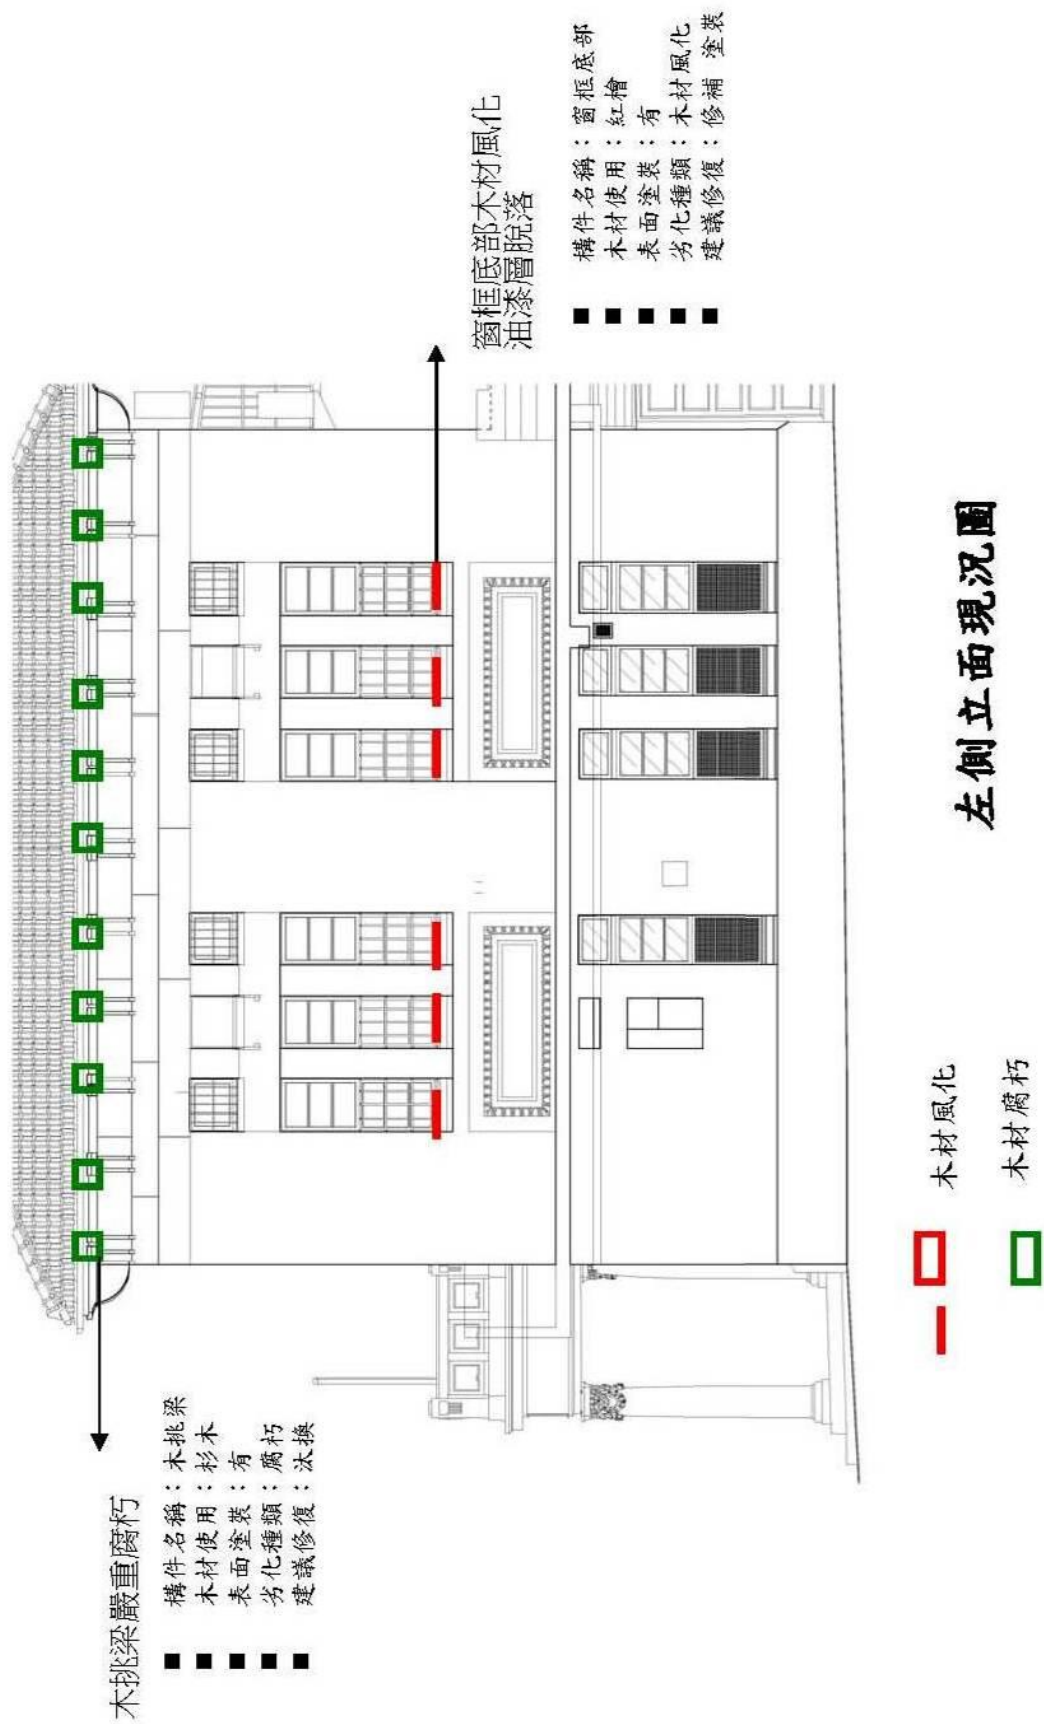 木挑梁嚴重腐朽
■ 構件名稱：木挑梁
■ 木材使用：杉木
■ 表面塗裝：有
■ 劣化種類：腐朽
■ 建議修復：汰換
窗框底部木材風化
油漆層脫落
■ 構件名稱：窗框底部
■ 木材使用：紅檜
■ 表面塗裝：有
■ 劣化種類：木材風化
■ 建議修復：修補 塗裝
左側立面現況圖
木材風化
木材腐朽